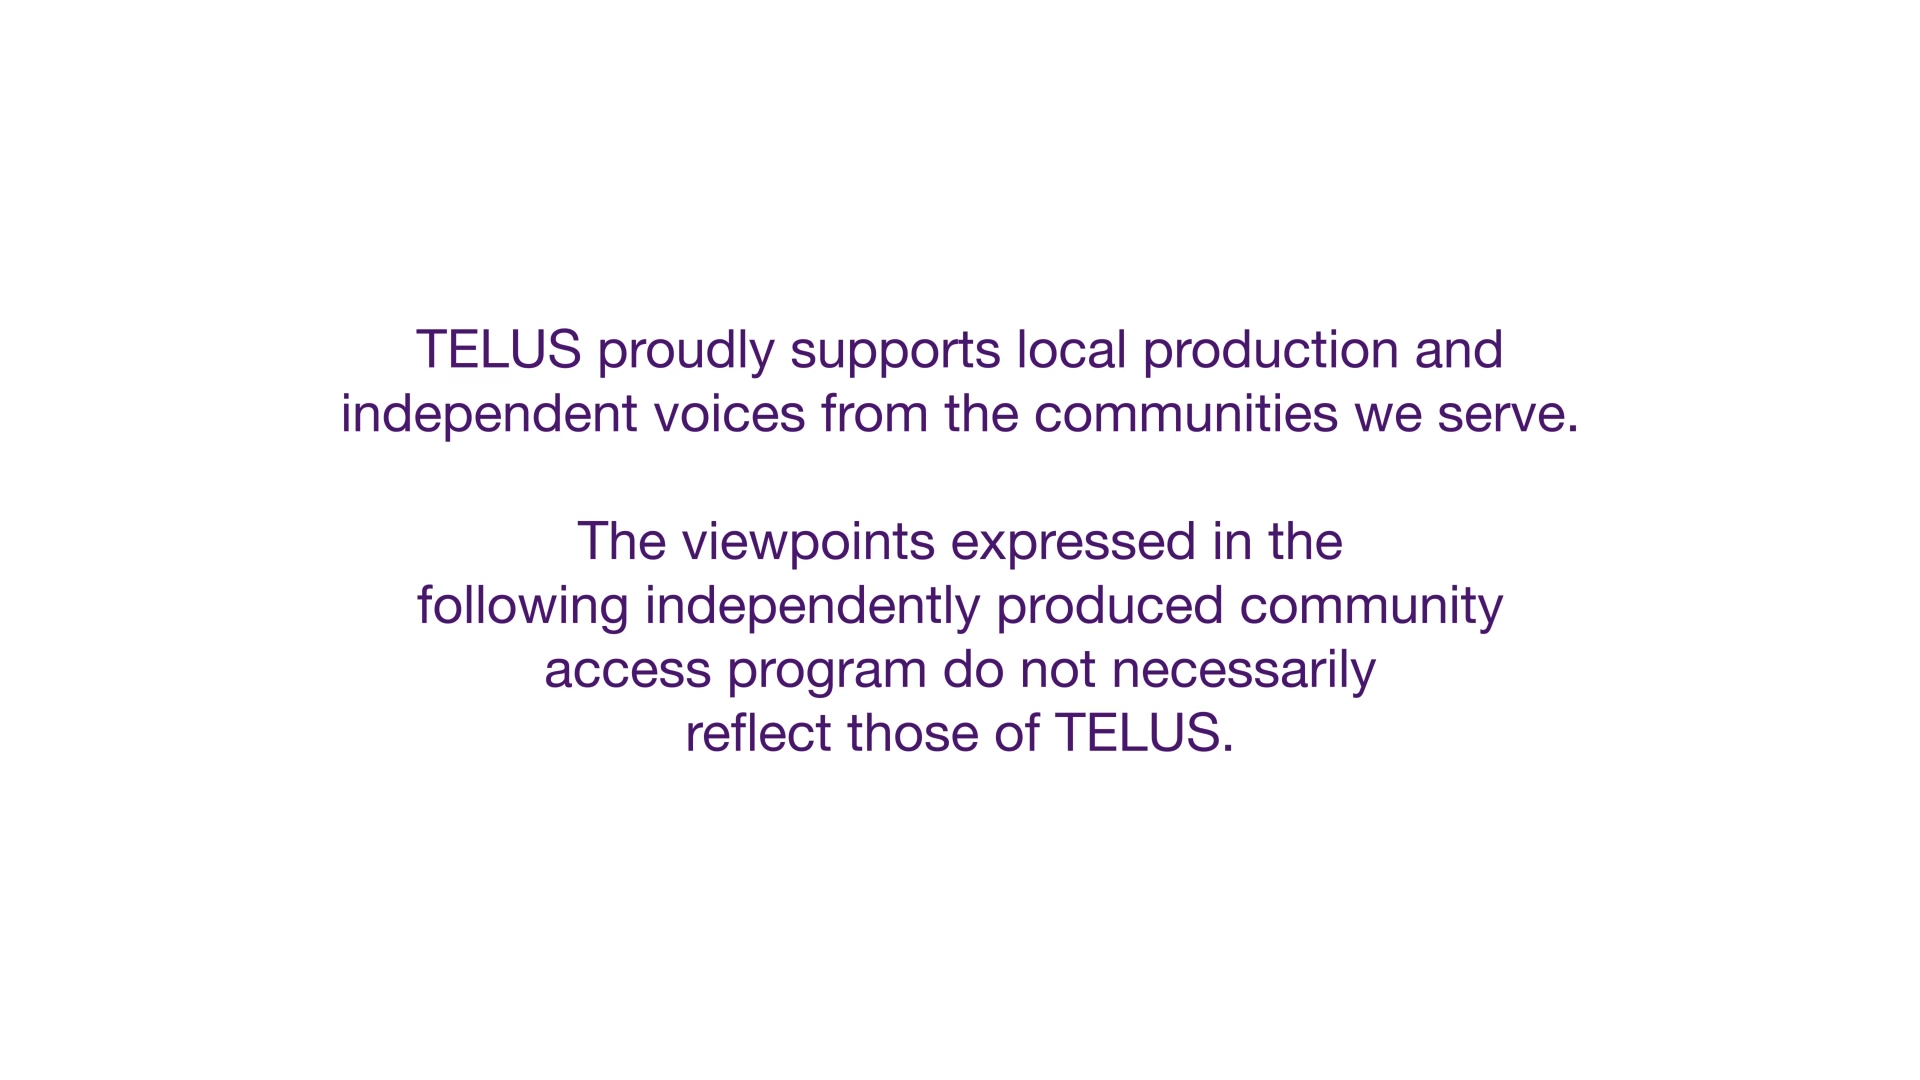 TELUS proudly supports local production and
independent voices from the communities we serve.
The viewpoints expressed in the
following independently produced community
access program do not necessarily
reflect those of TELUS.